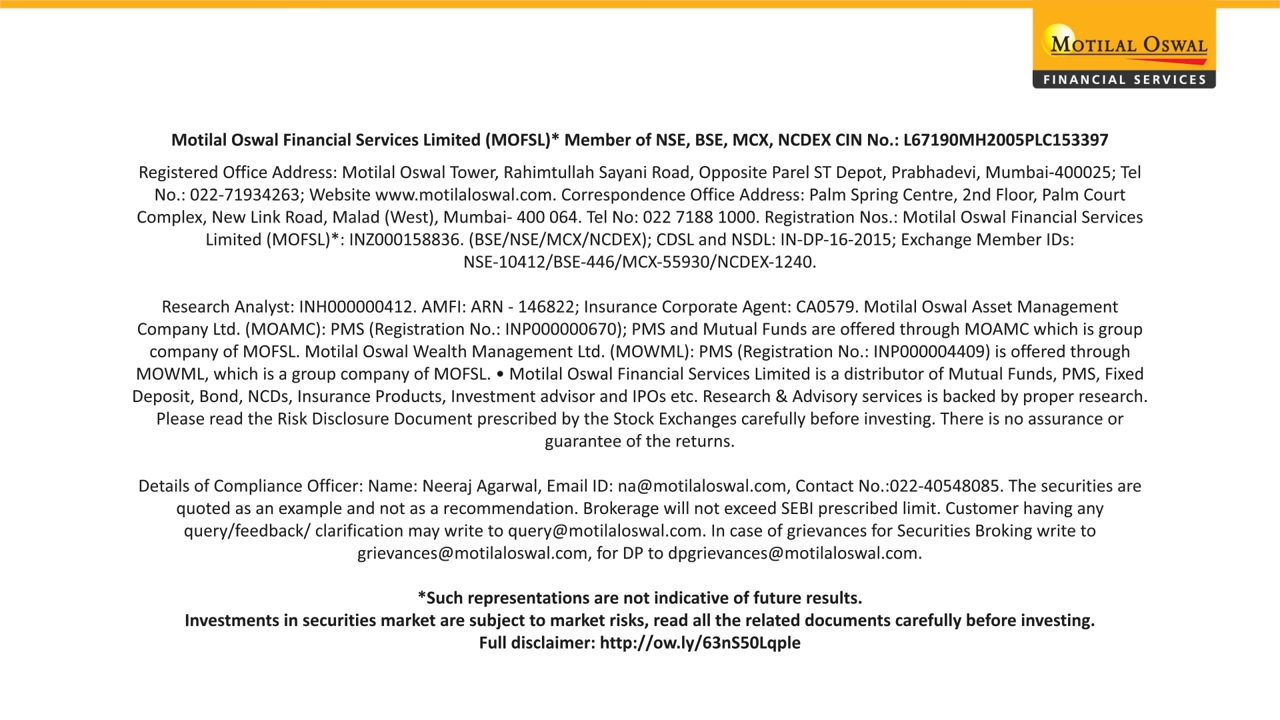 MOTILAL OSWAL
FINANCIAL SERVICES
Motilal Oswal Financial Services Limited (MOFSL)* Member of NSE, BSE, MCX, NCDEX CIN No.: L67190MH2005PLC153397
Registered Office Address: Motilal Oswal Tower, Rahimtullah Sayani Road, Opposite Parel ST Depot, Prabhadevi, Mumbai-400025; Tel
No.: 022-71934263; Website www.motilaloswal.com. Correspondence Office Address: Palm Spring Centre, 2nd Floor, Palm Court
Complex, New Link Road, Malad (West), Mumbai- 400 064. Tel No: 022 7188 1000. Registration Nos.: Motilal Oswal Financial Services
Limited (MOFSL)*: INZ000158836. (BSE/NSE/MCX/NCDEX); CDSL and NSDL: IN-DP-16-2015; Exchange Member IDs:
NSE-10412/BSE-446/MCX-55930/NCDEX-1240.
Research Analyst: INH000000412. AMFI: ARN - 146822; Insurance Corporate Agent: CA0579. Motilal Oswal Asset Management
Company Ltd. (MOAMC): PMS (Registration No.: INP000000670); PMS and Mutual Funds are offered through MOAMC which is group
company of MOFSL. Motilal Oswal Wealth Management Ltd. (MOWML): PMS (Registration No.: INP000004409) is offered through
MOWML, which is a group company of MOFSL. • Motilal Oswal Financial Services Limited is a distributor of Mutual Funds, PMS, Fixed
Deposit, Bond, NCDs, Insurance Products, Investment advisor and IPOs etc. Research & Advisory services is backed by proper research.
Please read the Risk Disclosure Document prescribed by the Stock Exchanges carefully before investing. There is no assurance or
guarantee of the returns.
Details of Compliance Officer: Name: Neeraj Agarwal, Email ID: na@motilaloswal.com, Contact No.:022-40548085. The securities are
quoted as an example and not as a recommendation. Brokerage will not exceed SEBI prescribed limit. Customer having any
query/feedback/ clarification may write to query@motilaloswal.com. In case of grievances for Securities Broking write to
grievances@motilaloswal.com, for DP to dpgrievances@motilaloswal.com.
*Such representations are not indicative of future results.
Investments in securities market are subject to market risks, read all the related documents carefully before investing.
Full disclaimer: http://ow.ly/63nS50Lqple